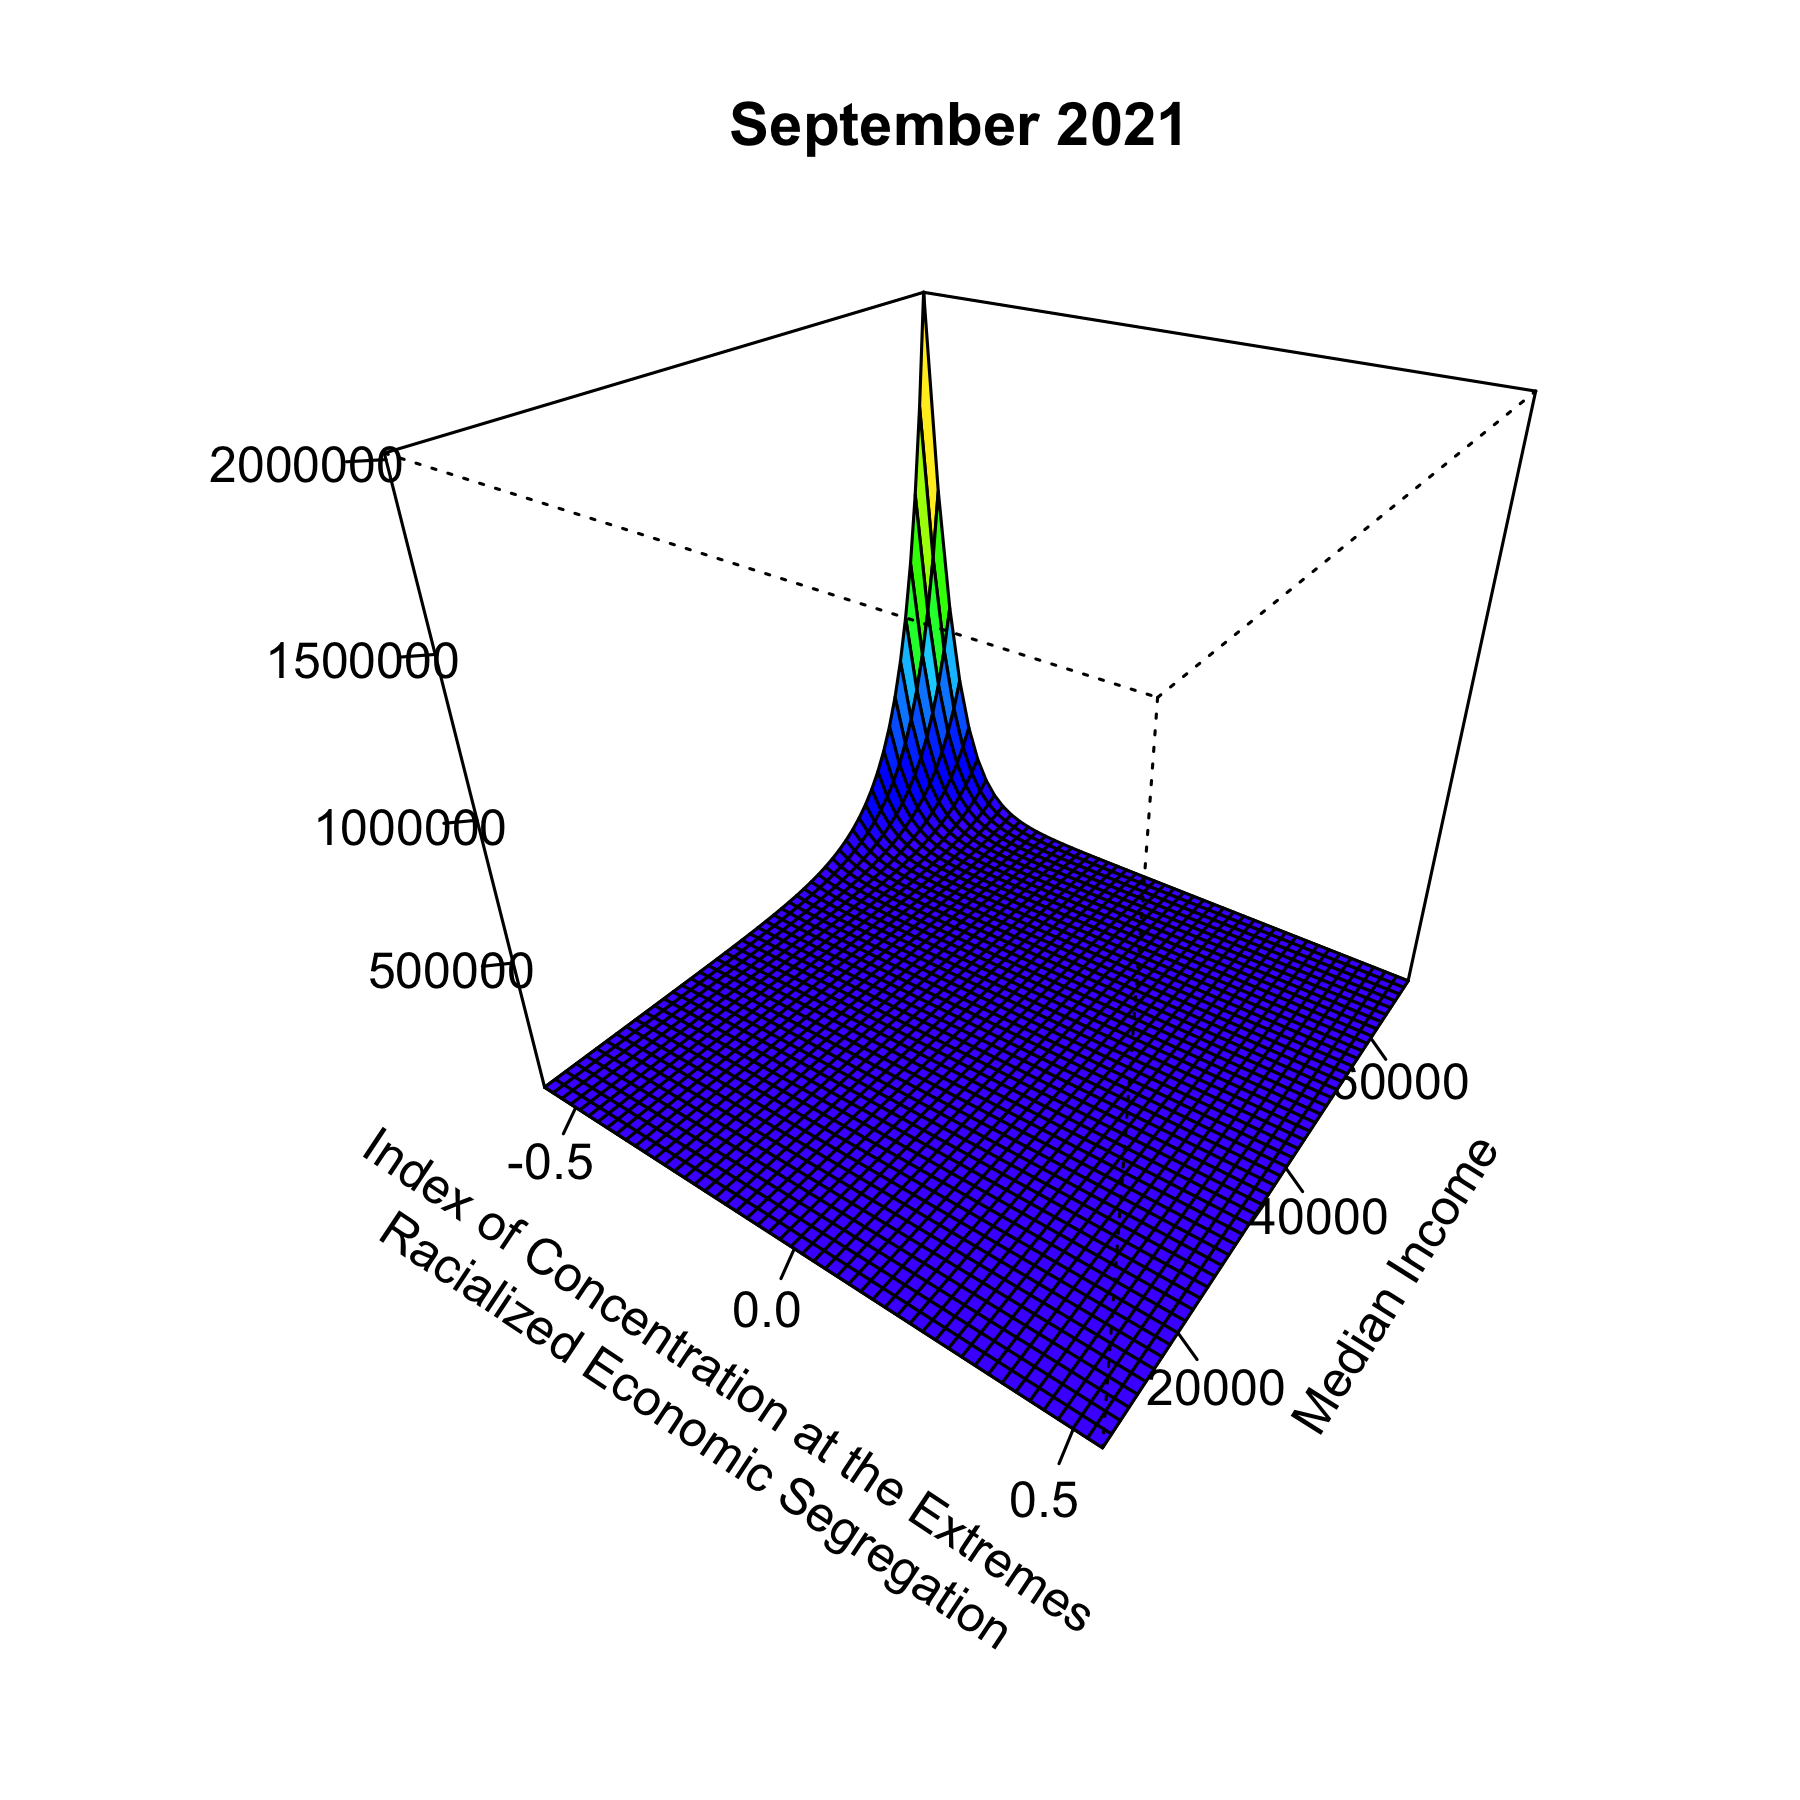 September 2021
2000000
1500000
1000000
500000
-0.5
0.0
0.5
Index of Concentration at the Extremes
Racialized Economic Segregation
20000
40000
60000
Median Income